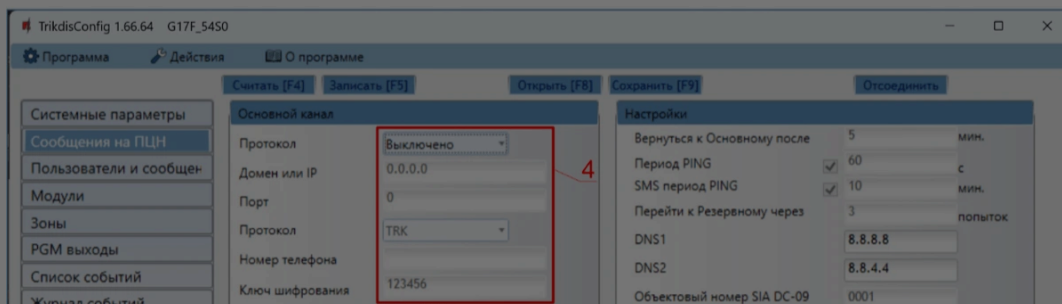 TrikdisConfig 1.66.64 G17F_54S0
Программа Действия О программе
Считать [F4] Записать [F5] Открыть [F8] Сохранить [F9] Отсоединить
Системные параметры
Сообщения на ПЦН
Пользователи и сообщен
Модули
Зоны
PGM выходы
Список событий
Журнал событий
Основной канал
Протокол Выключено
Домен или IP 0.0.0.0
Порт 0
Протокол TRK
Номер телефона
Ключ шифрования 123456
4
Настройки
Вернуться к Основному после 5 мин.
Период PING 60 с
SMS период PING 10 мин.
Перейти к Резервному через 3 попыток
DNS1 8.8.8.8
DNS2 8.8.4.4
Объектовый номер SIA DC-09 0001